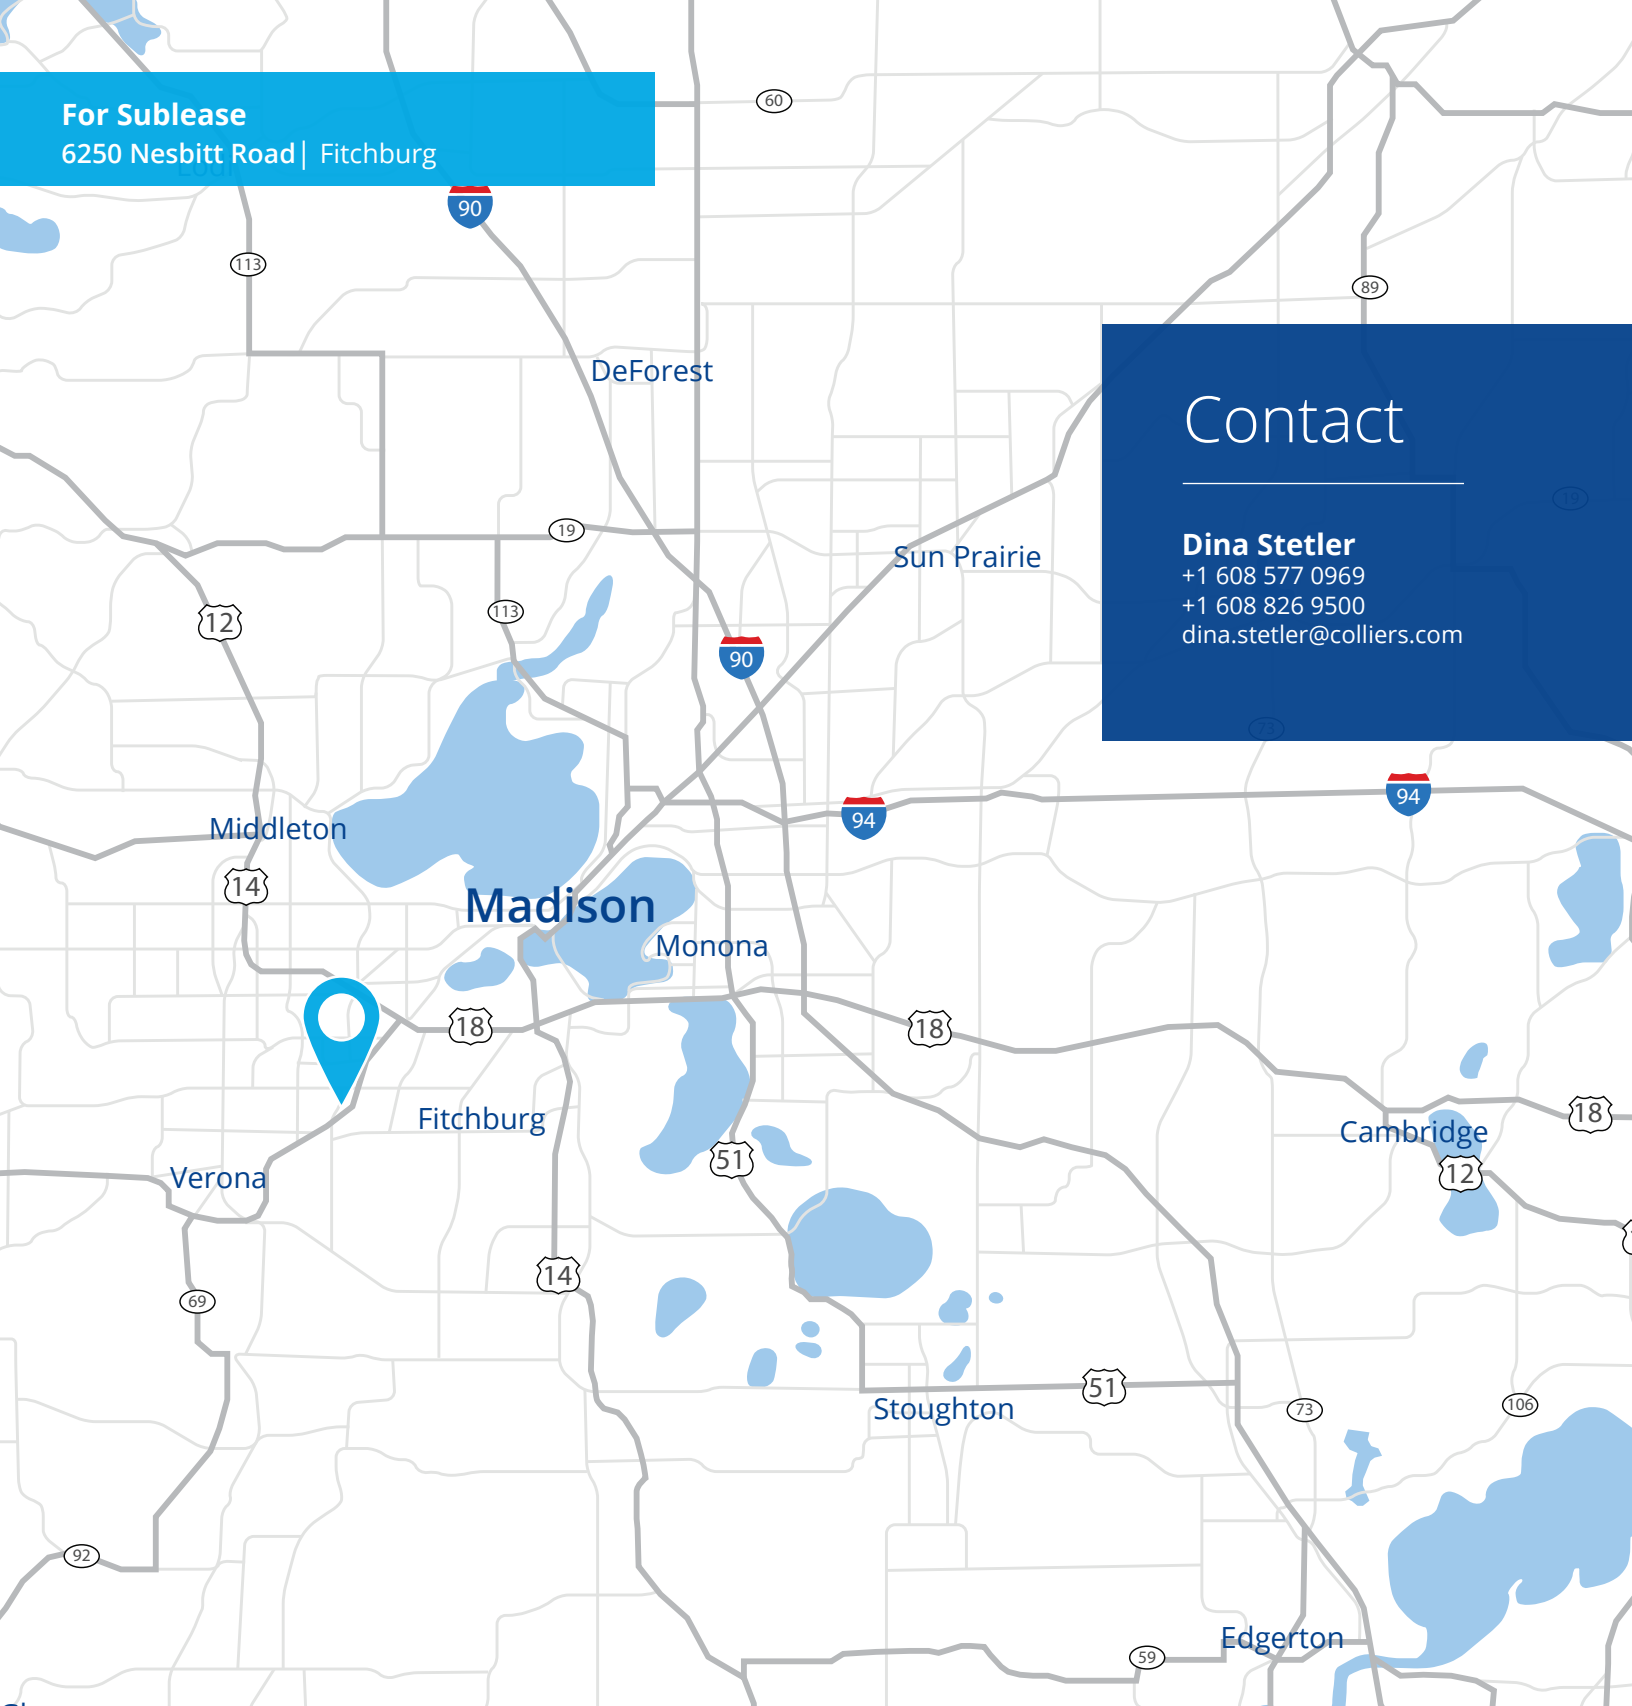 For Sublease
6250 Nesbitt Road| Fitchburg
60
90
113
89
DeForest
Contact
19
19
Dina Stetler
+1 608 577 0969
+1 608 826 9500
dina.stetler@colliers.com
Sun Prairie
12
113
90
73
94
94
Middleton
14
Madison
Monona
18
18
18
Fitchburg
Cambridge
51
12
Verona
14
69
51
Stoughton
73
106
92
Edgerton
59